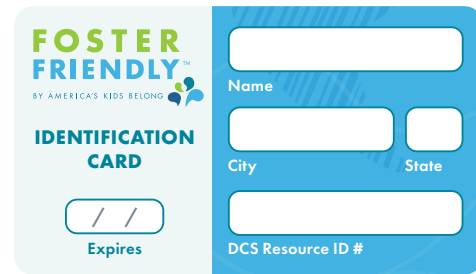 FOSTER
FRIENDLY™
BY AMERICA'S KIDS BELONG
IDENTIFICATION
CARD
/ /
Expires
Name
City
State
DCS Resource ID #